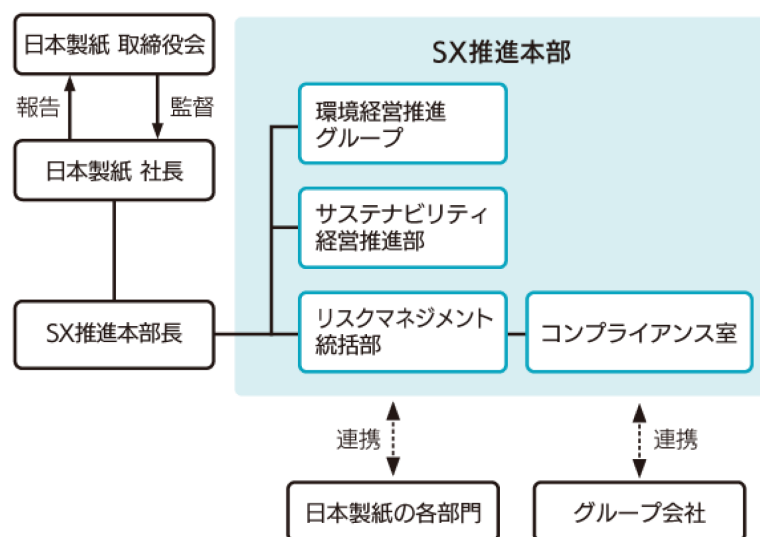 日本製紙 取締役会
報告
監督
日本製紙 社長
SX推進本部長
SX推進本部
環境経営推進
グループ
サステナビリティ
経営推進部
リスクマネジメント
統括部
コンプライアンス室
連携
連携
日本製紙の各部門
グループ会社